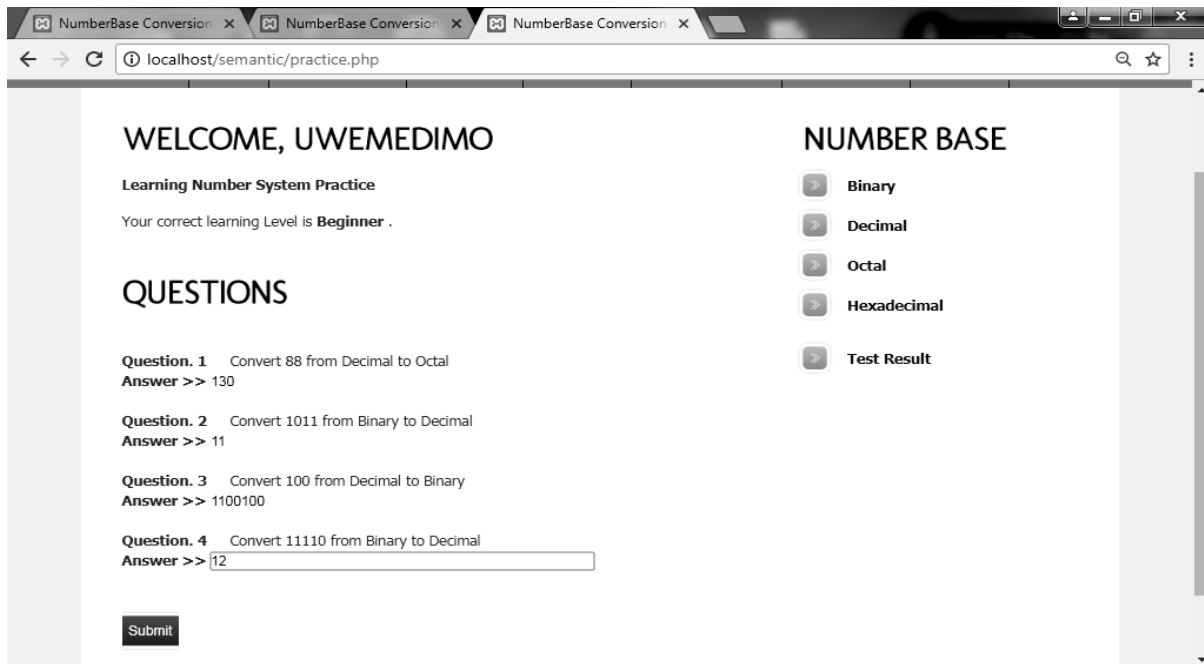 NumberBase Conversion
NumberBase Conversion
NumberBase Conversion
localhost/semantic/practice.php
WELCOME, UWEMEDIMO
Learning Number System Practice
Your correct learning Level is Beginner .
QUESTIONS
Question. 1 Convert 88 from Decimal to Octal
Answer >> 130
Question. 2 Convert 1011 from Binary to Decimal
Answer >> 11
Question. 3 Convert 100 from Decimal to Binary
Answer >> 1100100
Question. 4 Convert 11110 from Binary to Decimal
Answer >> 12
Submit
NUMBER BASE
Binary
Decimal
Octal
Hexadecimal
Test Result